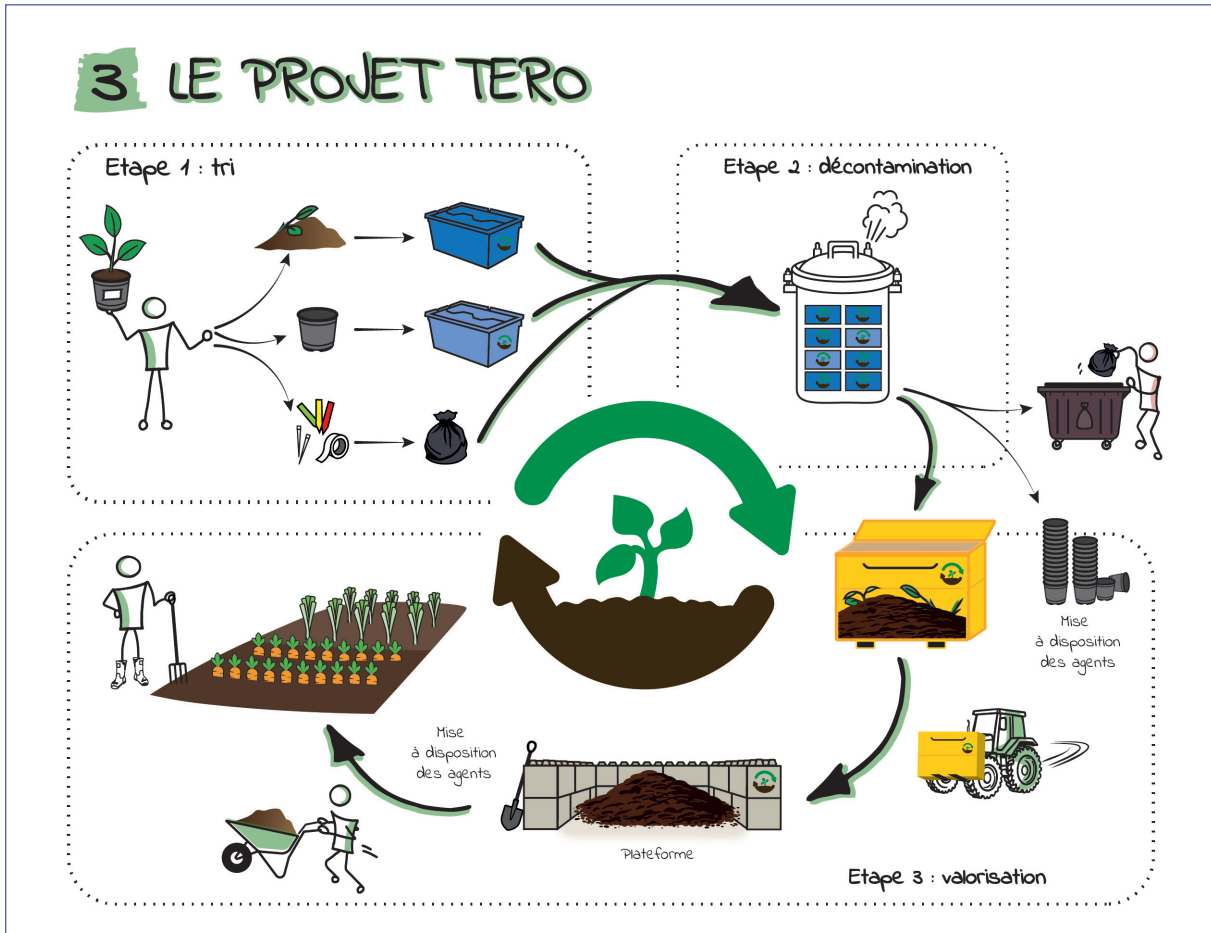 3 LE PROJET TERO
Etape 1 : tri
Etape 2 : décontamination
Mise
à disposition
des agents
Mise
à disposition
des agents
Plateforme
Etape 3 : valorisation